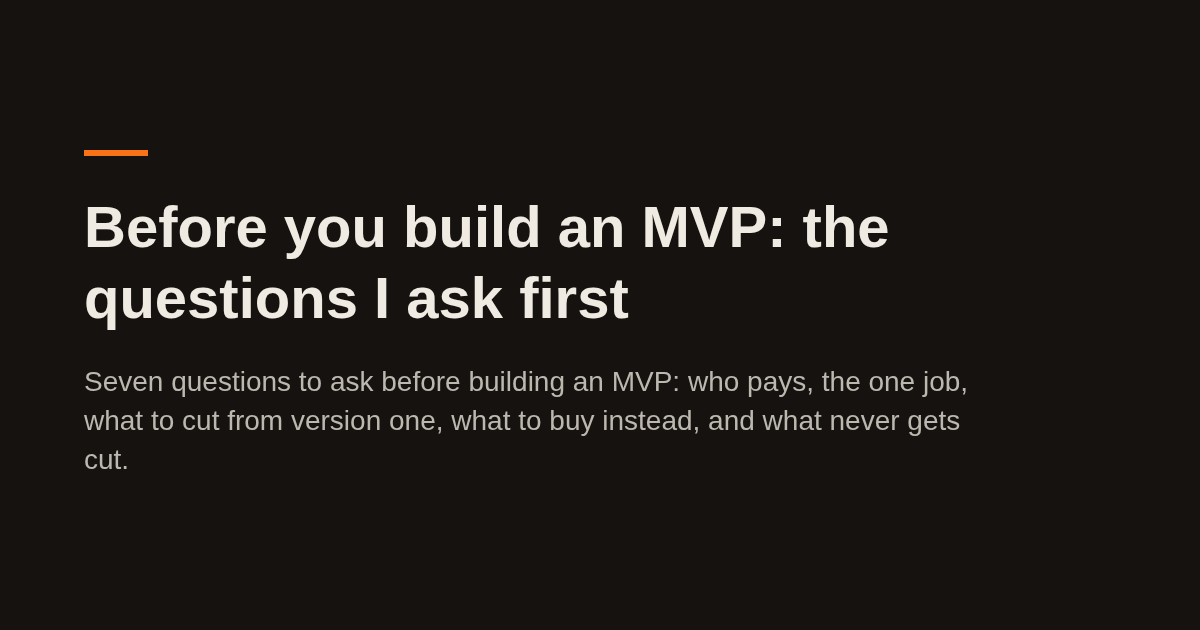 Before you build an MVP: the
questions I ask first
Seven questions to ask before building an MVP: who pays, the one job,
what to cut from version one, what to buy instead, and what never gets
cut.